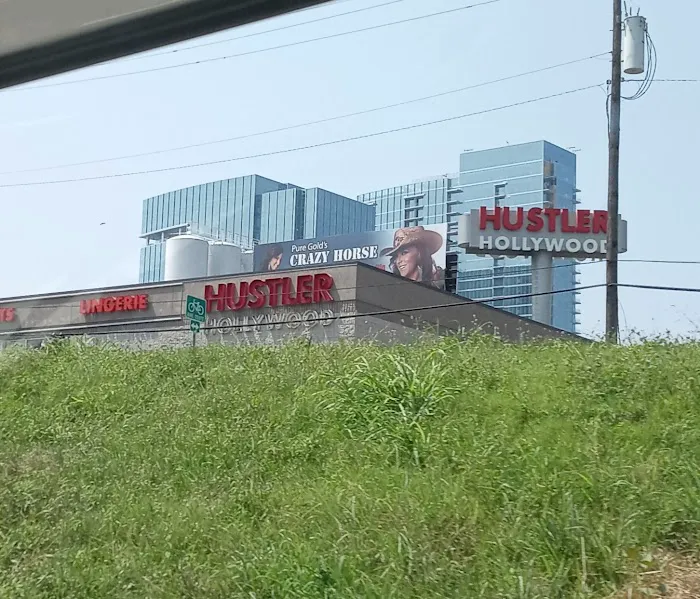 Pure Gold's
CRAZY HORSE
HUSTLER
HOLLYWOOD
LINGERIE
HUSTLER
HOLLYWOOD